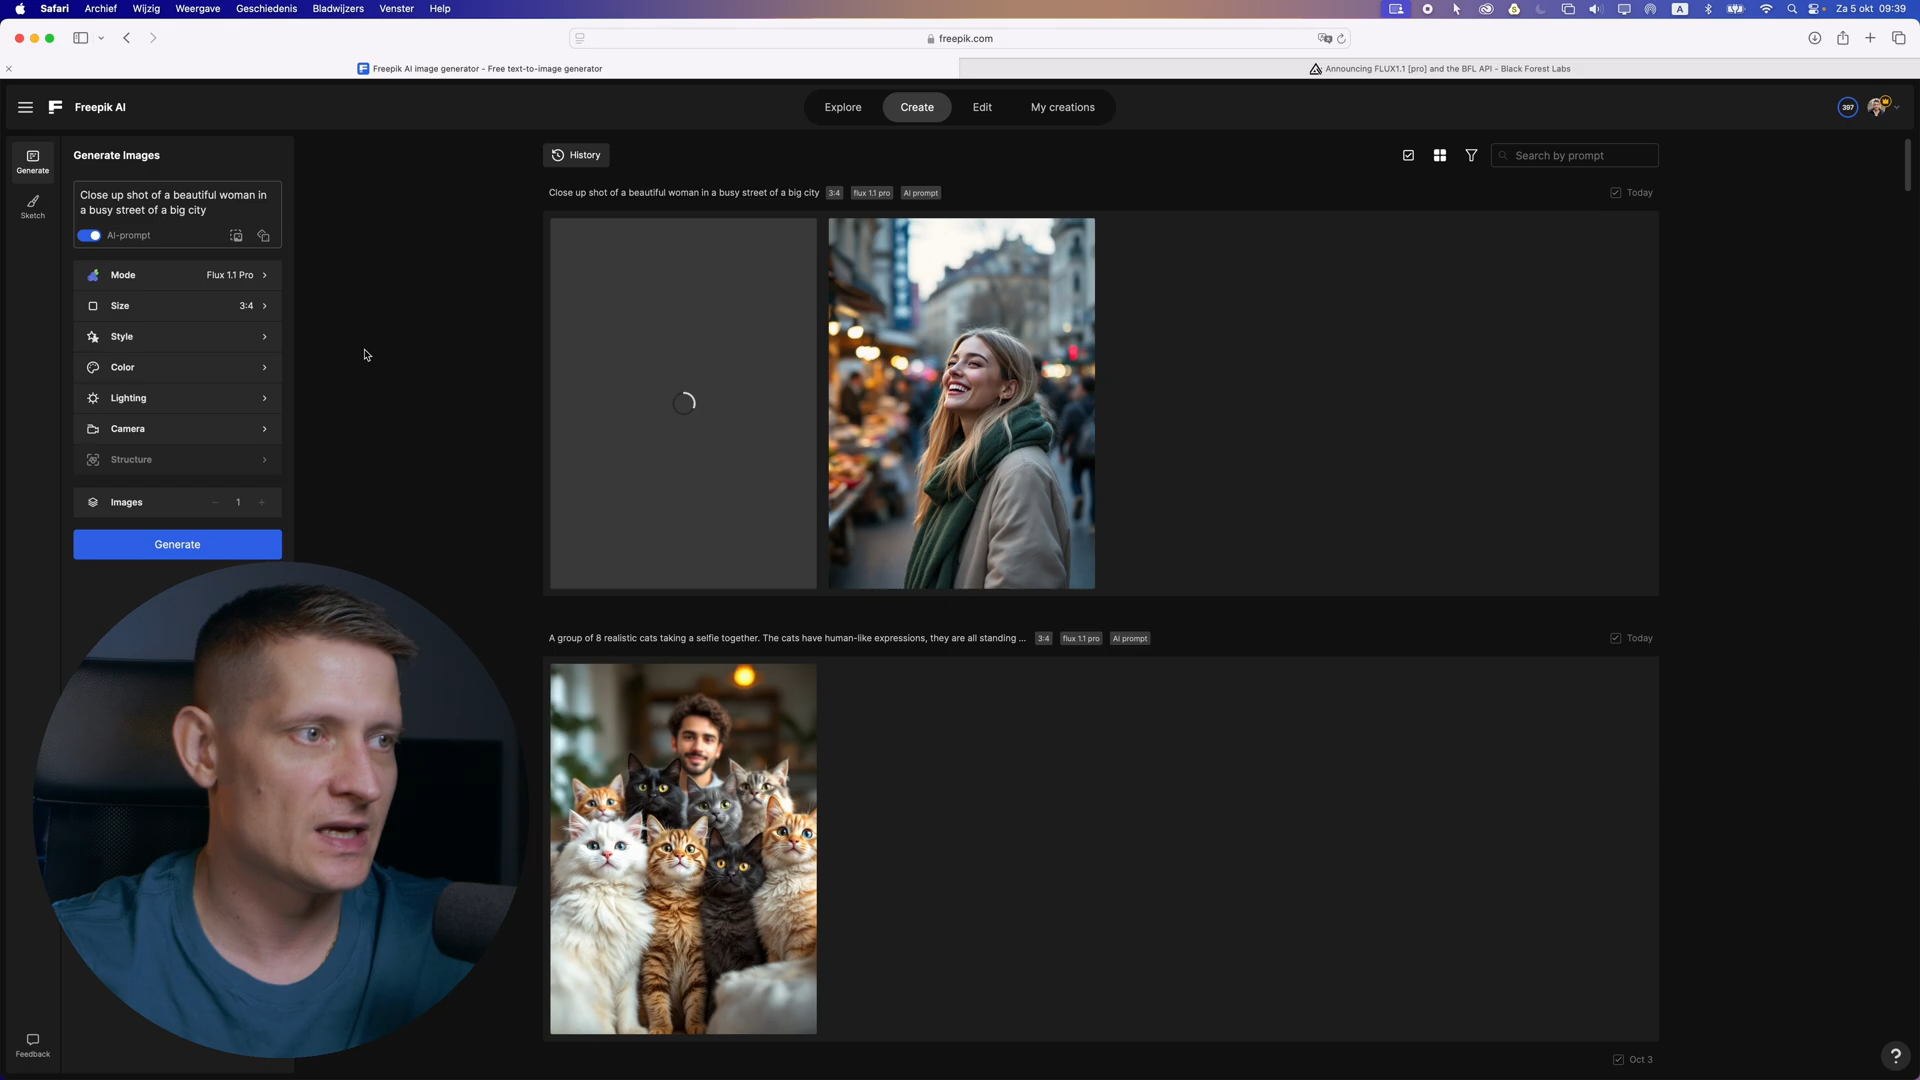 Safari Archief Wijzig Weergave Geschiedenis Bladwijzers Venster Help
A Za 5 okt 09:39
freepik.com
Freepik AI image generator - Free text-to-image generator
Announcing FLUX1.1 [pro] and the BFL API - Black Forest Labs
Freepik AI
Explore Create Edit My creations
397
Generate
Sketch
Generate Images
Close up shot of a beautiful woman in
a busy street of a big city
AI-prompt
Mode Flux 1.1 Pro
Size 3:4
Style
Color
Lighting
Camera
Structure
Images 1
Generate
Feedback
History
Search by prompt
Close up shot of a beautiful woman in a busy street of a big city 3:4 flux 1.1 pro AI prompt
Today
A group of 8 realistic cats taking a selfie together. The cats have human-like expressions, they are all standing ... 3:4 flux 1.1 pro AI prompt
Today
Oct 3
?